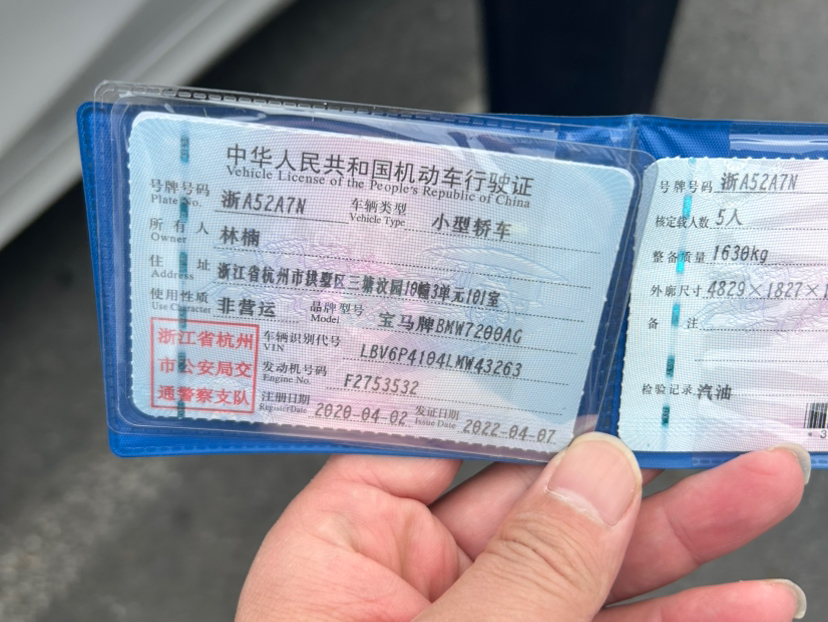 中华人民共和国机动车行驶证
Vehicle License of the People's Republic of China
号牌号码 浙A52A7N 车辆类型 小型轿车
Plate No. Vehicle Type
所有人 林楠
Owner
住址 浙江省杭州市拱墅区三塘汶园10幢3单元101室
Address
使用性质 非营运 品牌型号 宝马牌BMW7200AG
Use Character Model
浙江省杭州
市公安局交
通警察支队
车辆识别代号 LBV6P4104LMW43263
VIN
发动机号码 F2753532
Engine No.
注册日期 2020-04-02 发证日期 2022-04-07
Register Date Issue Date
号牌号码 浙A52A7N
核定载人数 5人
整备质量 1630kg
外廓尺寸 4829×1827×1
备注
检验记录 汽油